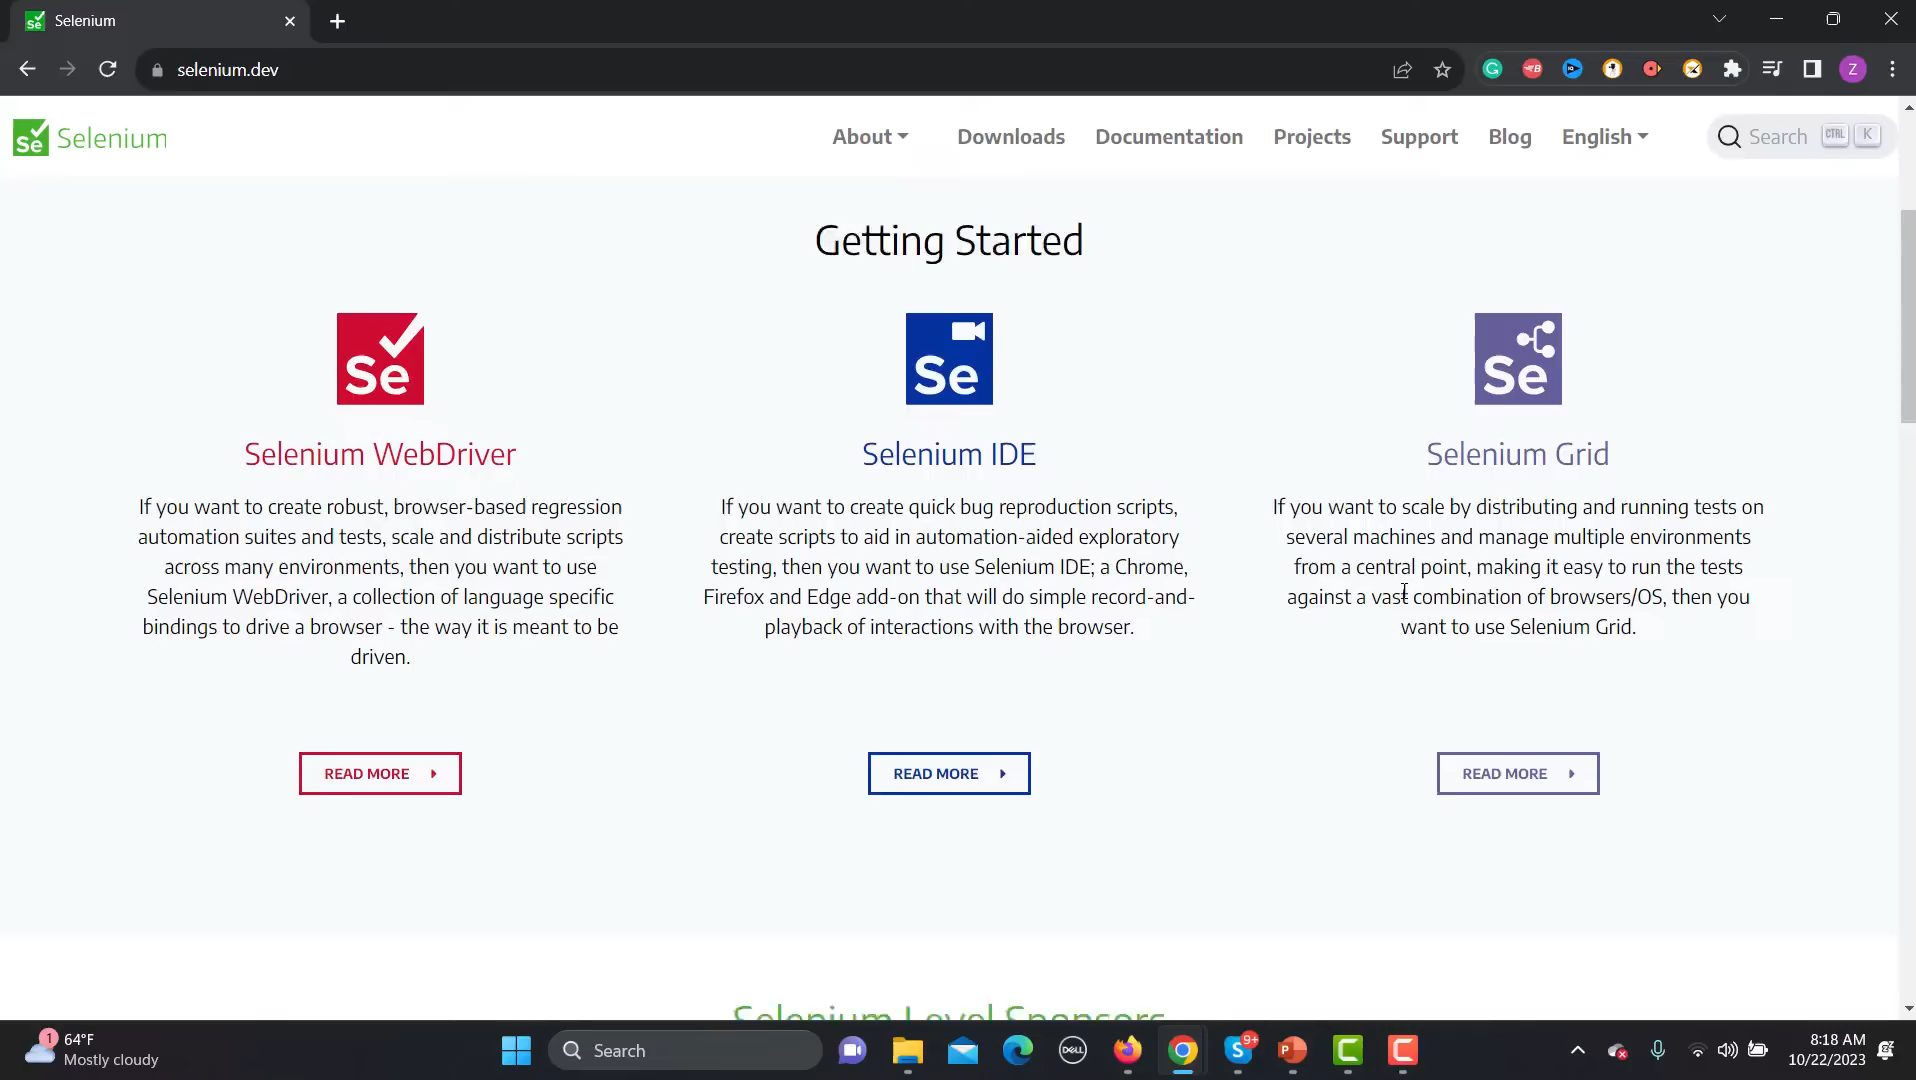 Selenium
selenium.dev
Z
Se Selenium
About
Downloads
Documentation
Projects
Support
Blog
English
Search CTRL K
Getting Started
Se
Se
Se
Selenium WebDriver
If you want to create robust, browser-based regression
automation suites and tests, scale and distribute scripts
across many environments, then you want to use
Selenium WebDriver, a collection of language specific
bindings to drive a browser - the way it is meant to be
driven.
READ MORE
Selenium IDE
If you want to create quick bug reproduction scripts,
create scripts to aid in automation-aided exploratory
testing, then you want to use Selenium IDE; a Chrome,
Firefox and Edge add-on that will do simple record-and-
playback of interactions with the browser.
READ MORE
Selenium Grid
If you want to scale by distributing and running tests on
several machines and manage multiple environments
from a central point, making it easy to run the tests
against a vast combination of browsers/OS, then you
want to use Selenium Grid.
READ MORE
Selenium Level Sponsors
1
64°F
Mostly cloudy
Search
DELL
9+
8:18 AM
10/22/2023